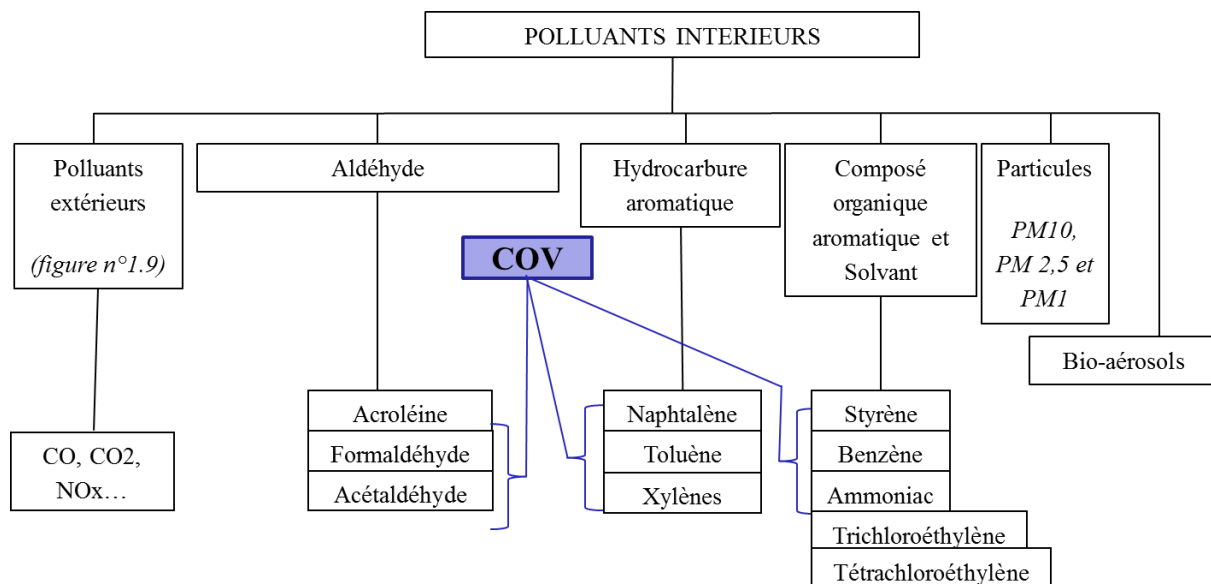 POLLUANTS INTERIEURS
Polluants
extérieurs
(figure n°1.9)
Aldéhyde
Hydrocarbure
aromatique
Composé
organique
aromatique et
Solvant
Particules
PM10,
PM 2,5 et
PM1
COV
Bio-aérosols
CO, CO2,
NOx…
Acroléine
Formaldéhyde
Acétaldéhyde
Naphtalène
Toluène
Xylènes
Styrène
Benzène
Ammoniac
Trichloroéthylène
Tétrachloroéthylène